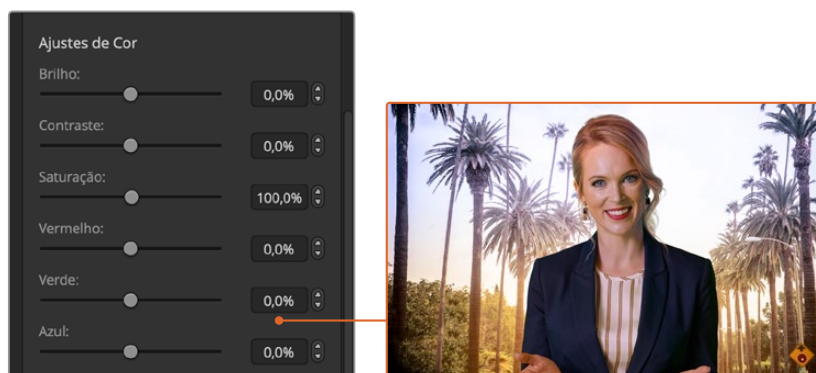 Ajustes de Cor
Brilho:
0,0%
Contraste:
0,0%
Saturação:
100,0%
Vermelho:
0,0%
Verde:
0,0%
Azul:
0,0%